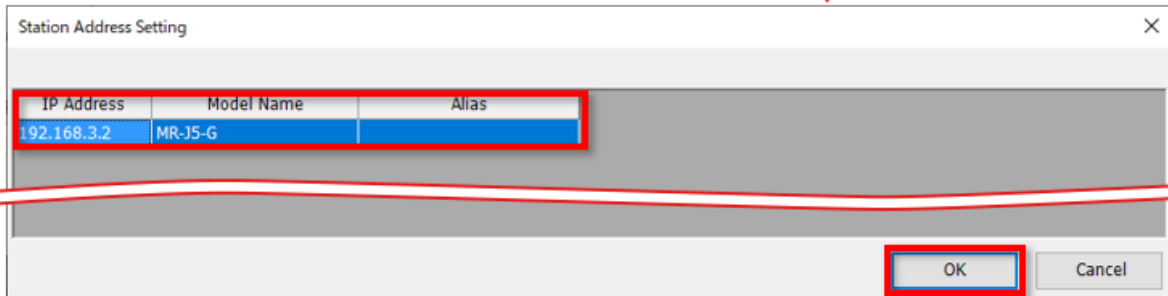 Station Address Setting
IP Address Model Name Alias
192.168.3.2 MR-J5-G
OK Cancel